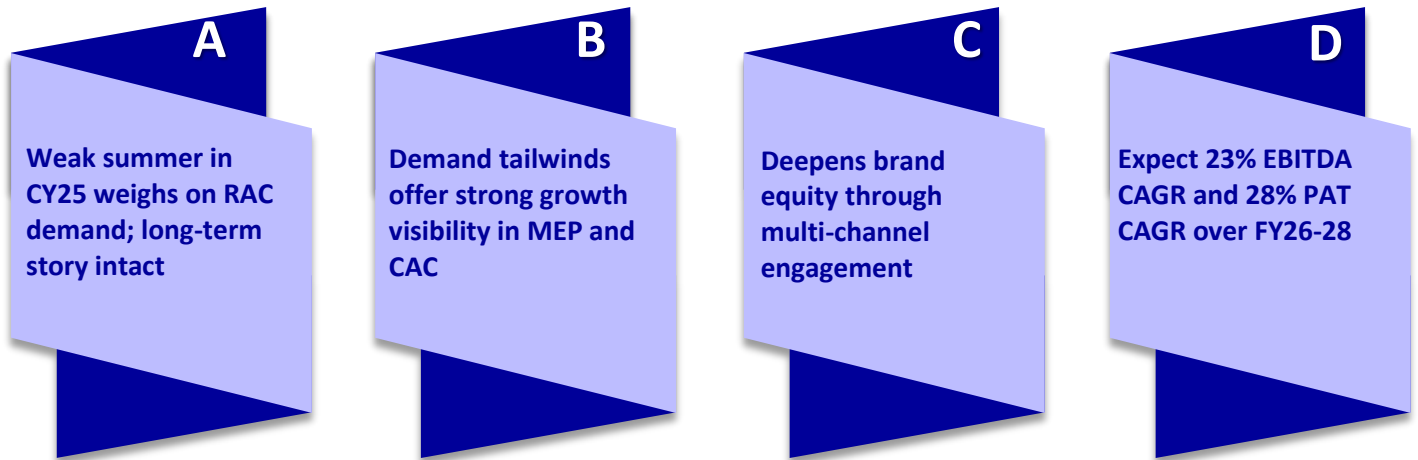 A
Weak summer in
CY25 weighs on RAC
demand; long-term
story intact
B
Demand tailwinds
offer strong growth
visibility in MEP and
CAC
C
Deepens brand
equity through
multi-channel
engagement
D
Expect 23% EBITDA
CAGR and 28% PAT
CAGR over FY26-28